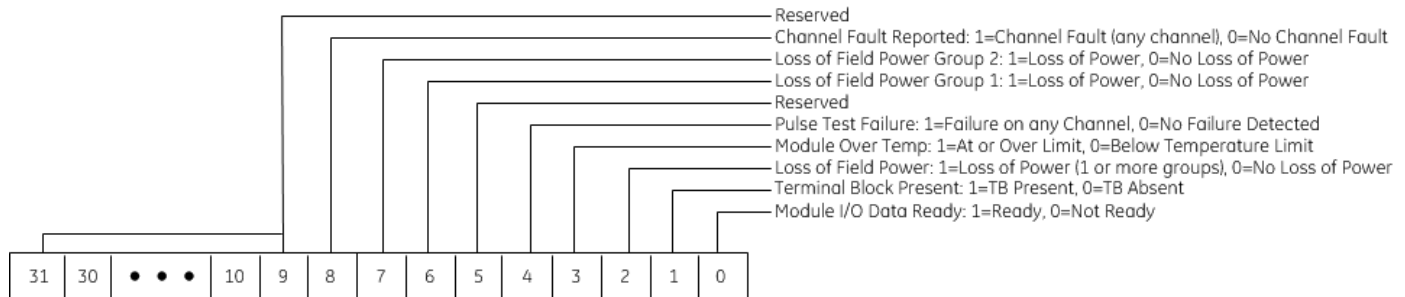 Reserved
Channel Fault Reported: 1=Channel Fault (any channel), 0=No Channel Fault
Loss of Field Power Group 2: 1=Loss of Power, 0=No Loss of Power
Loss of Field Power Group 1: 1=Loss of Power, 0=No Loss of Power
Reserved
Pulse Test Failure: 1=Failure on any Channel, 0=No Failure Detected
Module Over Temp: 1=At or Over Limit, 0=Below Temperature Limit
Loss of Field Power: 1=Loss of Power (1 or more groups), 0=No Loss of Power
Terminal Block Present: 1=TB Present, 0=TB Absent
Module I/O Data Ready: 1=Ready, 0=Not Ready
31 30 • • • 10 9 8 7 6 5 4 3 2 1 0